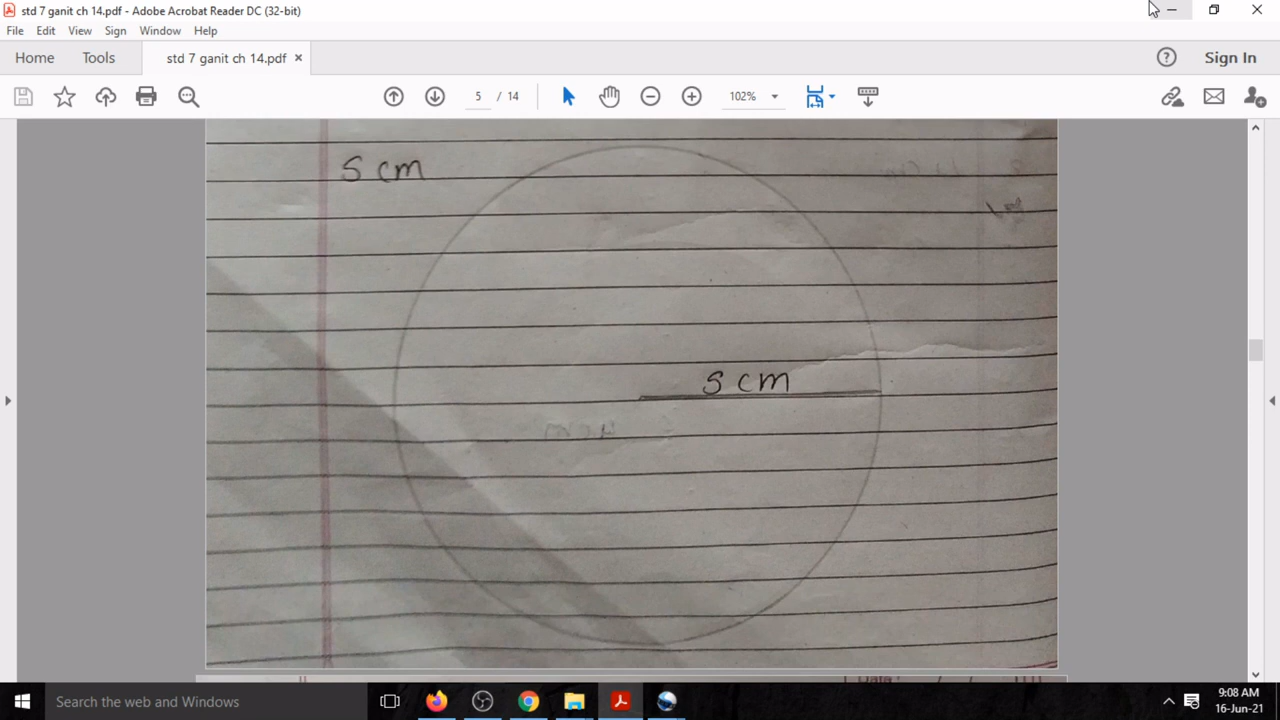 std 7 ganit ch 14.pdf - Adobe Acrobat Reader DC (32-bit)
File Edit View Sign Window Help
Home Tools std 7 ganit ch 14.pdf × Sign In
5 / 14 102%
5 cm
5 cm
Search the web and Windows
9:08 AM
16-Jun-21